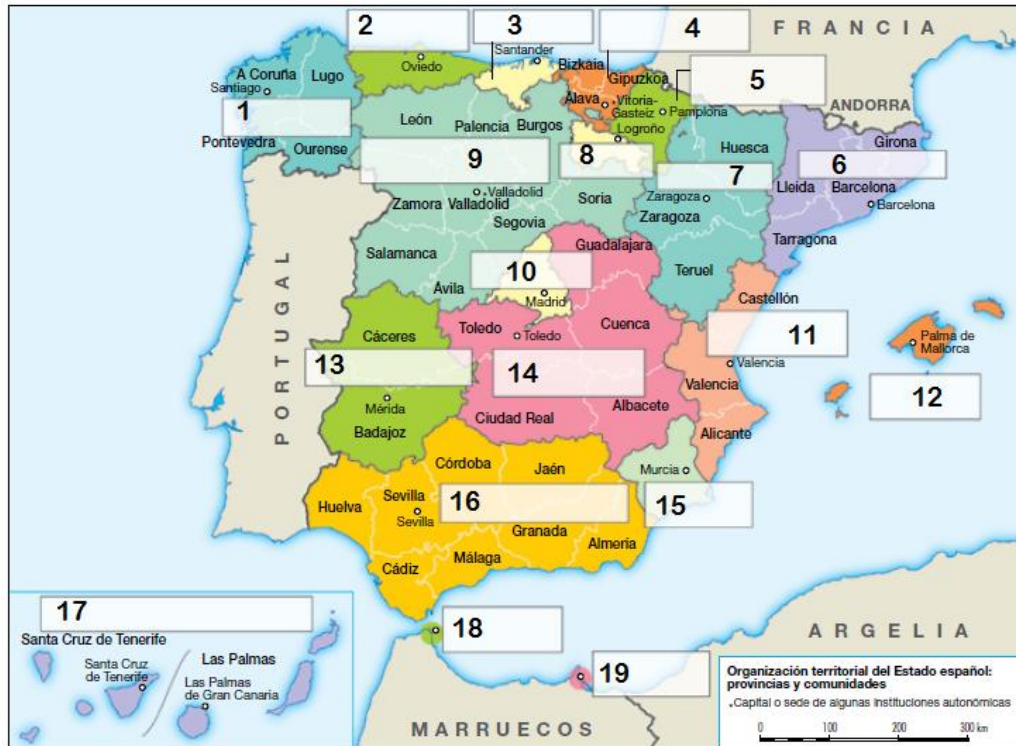 2
3
4
FRANCIA
Santander
Oviedo
Bizkaia
Gipuzkoa
5
A Coruña
Lugo
Santiago
Álava
Vitoria-
Gasteiz
Pamplona
ANDORRA
1
León
Palencia
Burgos
Logroño
Huesca
Girona
Pontevedra
Ourense
9
8
7
6
Lleida
Barcelona
Zamora
Valladolid
Valladolid
Soria
Zaragoza
Zaragoza
Barcelona
Segovia
Tarragona
Salamanca
Guadalajara
Teruel
10
Ávila
Madrid
Castellón
PORTUGAL
Cáceres
Toledo
Toledo
Cuenca
11
Palma de
Mallorca
Valencia
13
14
Valencia
12
Mérida
Badajoz
Ciudad Real
Albacete
Alicante
Córdoba
Jaén
Murcia
15
Huelva
Sevilla
Sevilla
16
Granada
Almería
Málaga
Cádiz
17
Santa Cruz de Tenerife
Las Palmas
Santa Cruz
de Tenerife
Las Palmas
de Gran Canaria
18
ARGELIA
19
MARRUECOS
Organización territorial del Estado español:
provincias y comunidades
Capital o sede de algunas instituciones autonómicas
0 100 200 300 km